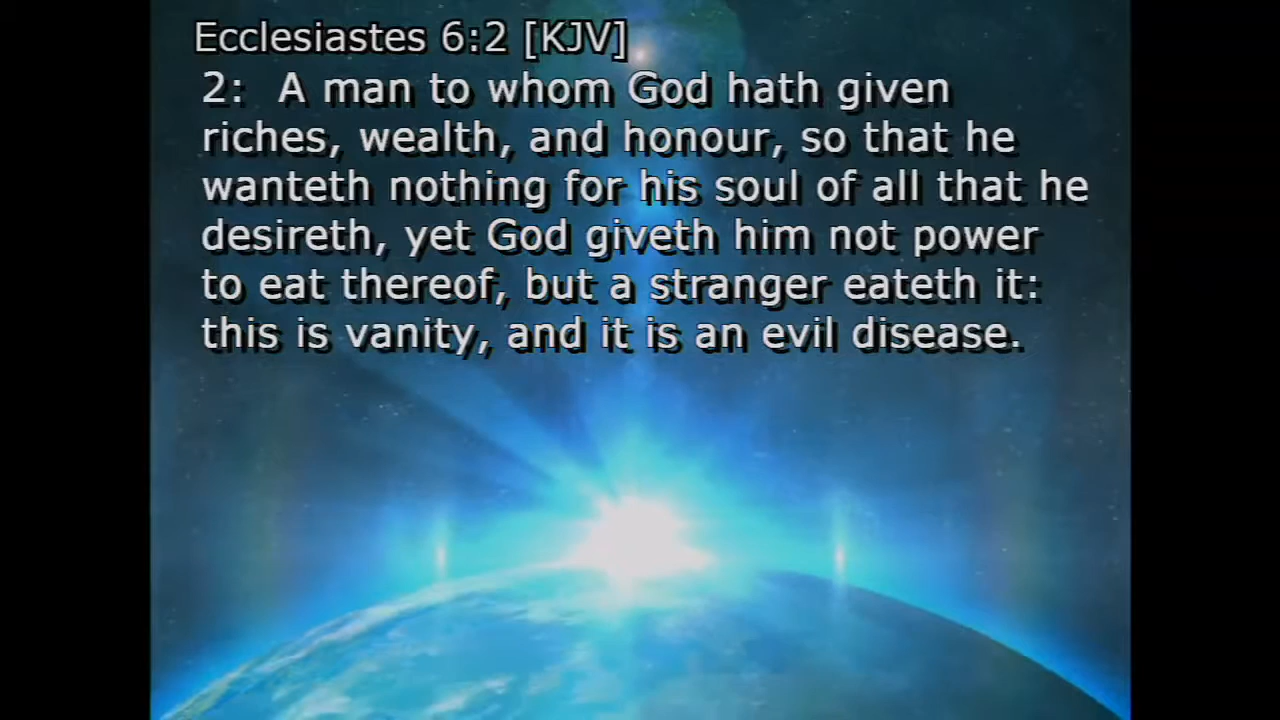 Ecclesiastes 6:2 [KJV]
2: A man to whom God hath given
riches, wealth, and honour, so that he
wanteth nothing for his soul of all that he
desireth, yet God giveth him not power
to eat thereof, but a stranger eateth it:
this is vanity, and it is an evil disease.